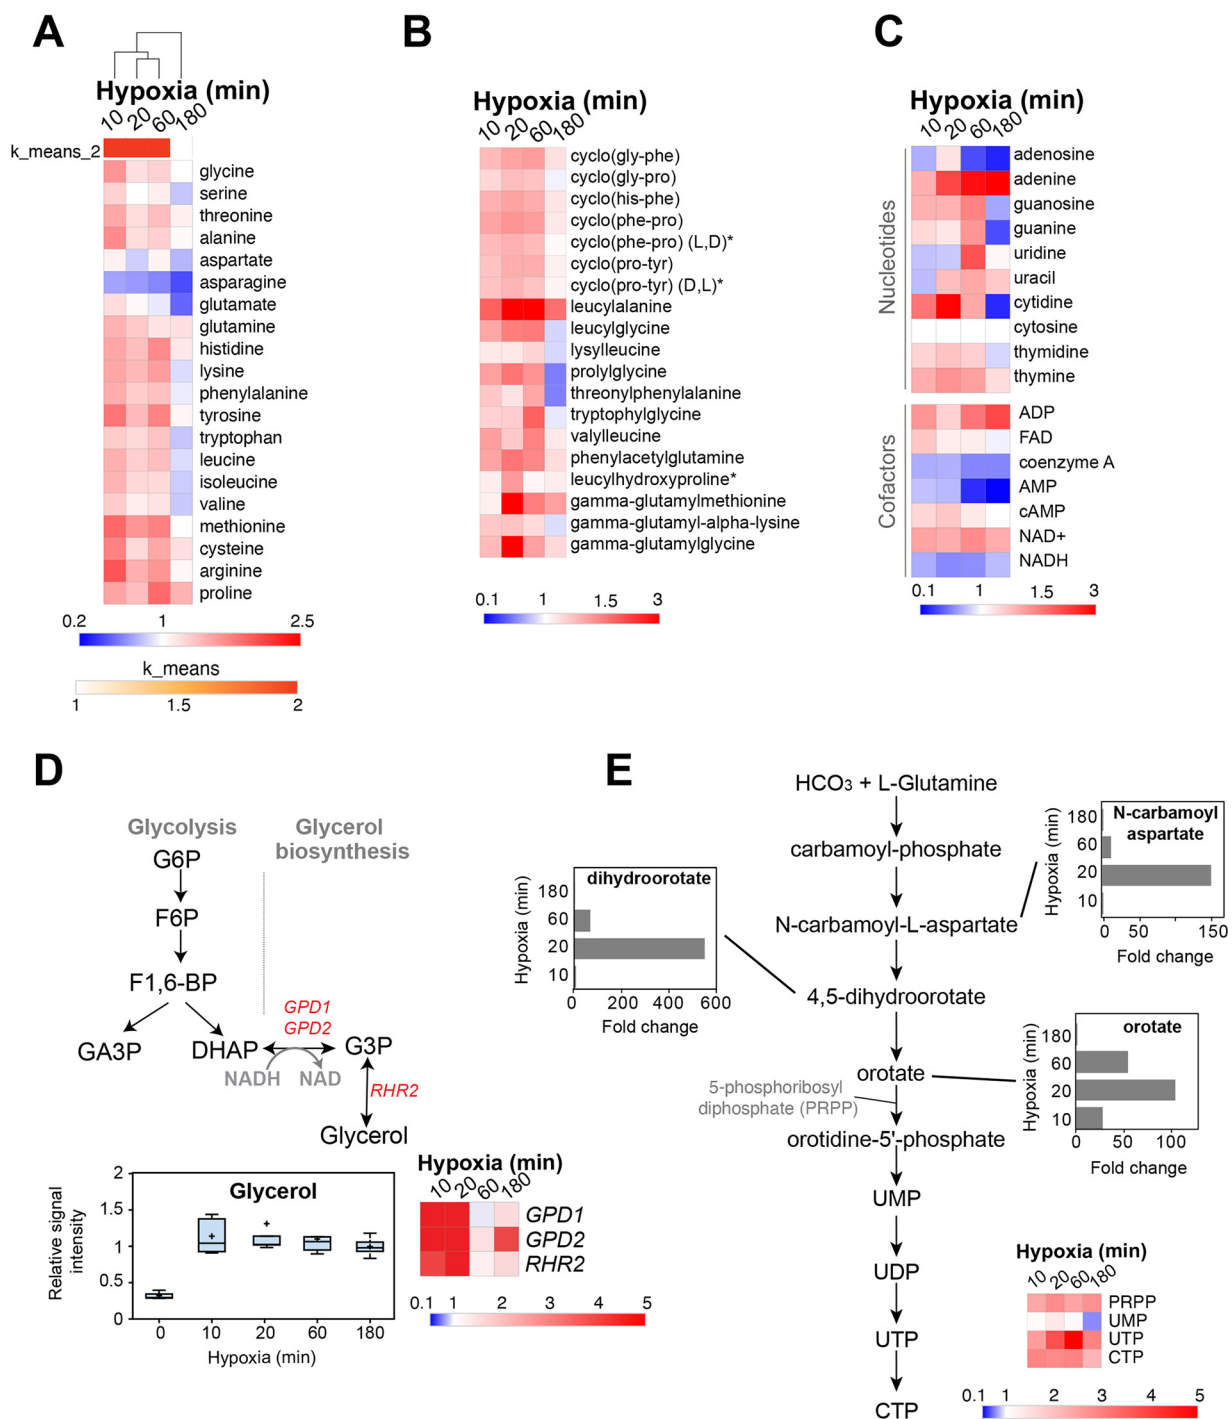 A
Hypoxia (min)
10 20 60 180
k_means_2
glycine
serine
threonine
alanine
aspartate
asparagine
glutamate
glutamine
histidine
lysine
phenylalanine
tyrosine
tryptophan
leucine
isoleucine
valine
methionine
cysteine
arginine
proline
0.2 1 2.5
k_means
1 1.5 2
B
Hypoxia (min)
10 20 60 180
cyclo(gly-phe)
cyclo(gly-pro)
cyclo(his-phe)
cyclo(phe-pro)
cyclo(phe-pro) (L,D)*
cyclo(pro-tyr)
cyclo(pro-tyr) (D,L)*
leucylalanine
leucylglycine
lysylleucine
prolylglycine
threonylphenylalanine
tryptophylglycine
valylleucine
phenylacetylglutamine
leucylhydroxyproline*
gamma-glutamylmethionine
gamma-glutamyl-alpha-lysine
gamma-glutamylglycine
0.1 1 1.5 3
C
Hypoxia (min)
10 20 60 180
Nucleotides
adenosine
adenine
guanosine
guanine
uridine
uracil
cytidine
cytosine
thymidine
thymine
Cofactors
ADP
FAD
coenzyme A
AMP
cAMP
NAD+
NADH
0.1 1 1.5 3
D
Glycolysis
Glycerol
biosynthesis
G6P
F6P
F1,6-BP
GPD1
GPD2
GA3P DHAP G3P
NADH NAD
RHR2
Glycerol
Glycerol
Relative signal
intensity
2
1.5
1
0.5
0
0 10 20 60 180
Hypoxia (min)
Hypoxia (min)
10 20 60 180
GPD1
GPD2
RHR2
0.1 1 2 3 4 5
E
HCO3 + L-Glutamine
carbamoyl-phosphate
N-carbamoyl-L-aspartate
4,5-dihydroorotate
orotate
5-phosphoribosyl
diphosphate (PRPP)
orotidine-5'-phosphate
UMP
UDP
UTP
CTP
N-carbamoyl
aspartate
Hypoxia (min)
180
60
20
10
0 50 150
Fold change
dihydroorotate
Hypoxia (min)
180
60
20
10
0 200 400 600
Fold change
orotate
Hypoxia (min)
180
60
20
10
0 50 100
Fold change
Hypoxia (min)
10 20 60 180
PRPP
UMP
UTP
CTP
0.1 1 2 3 4 5